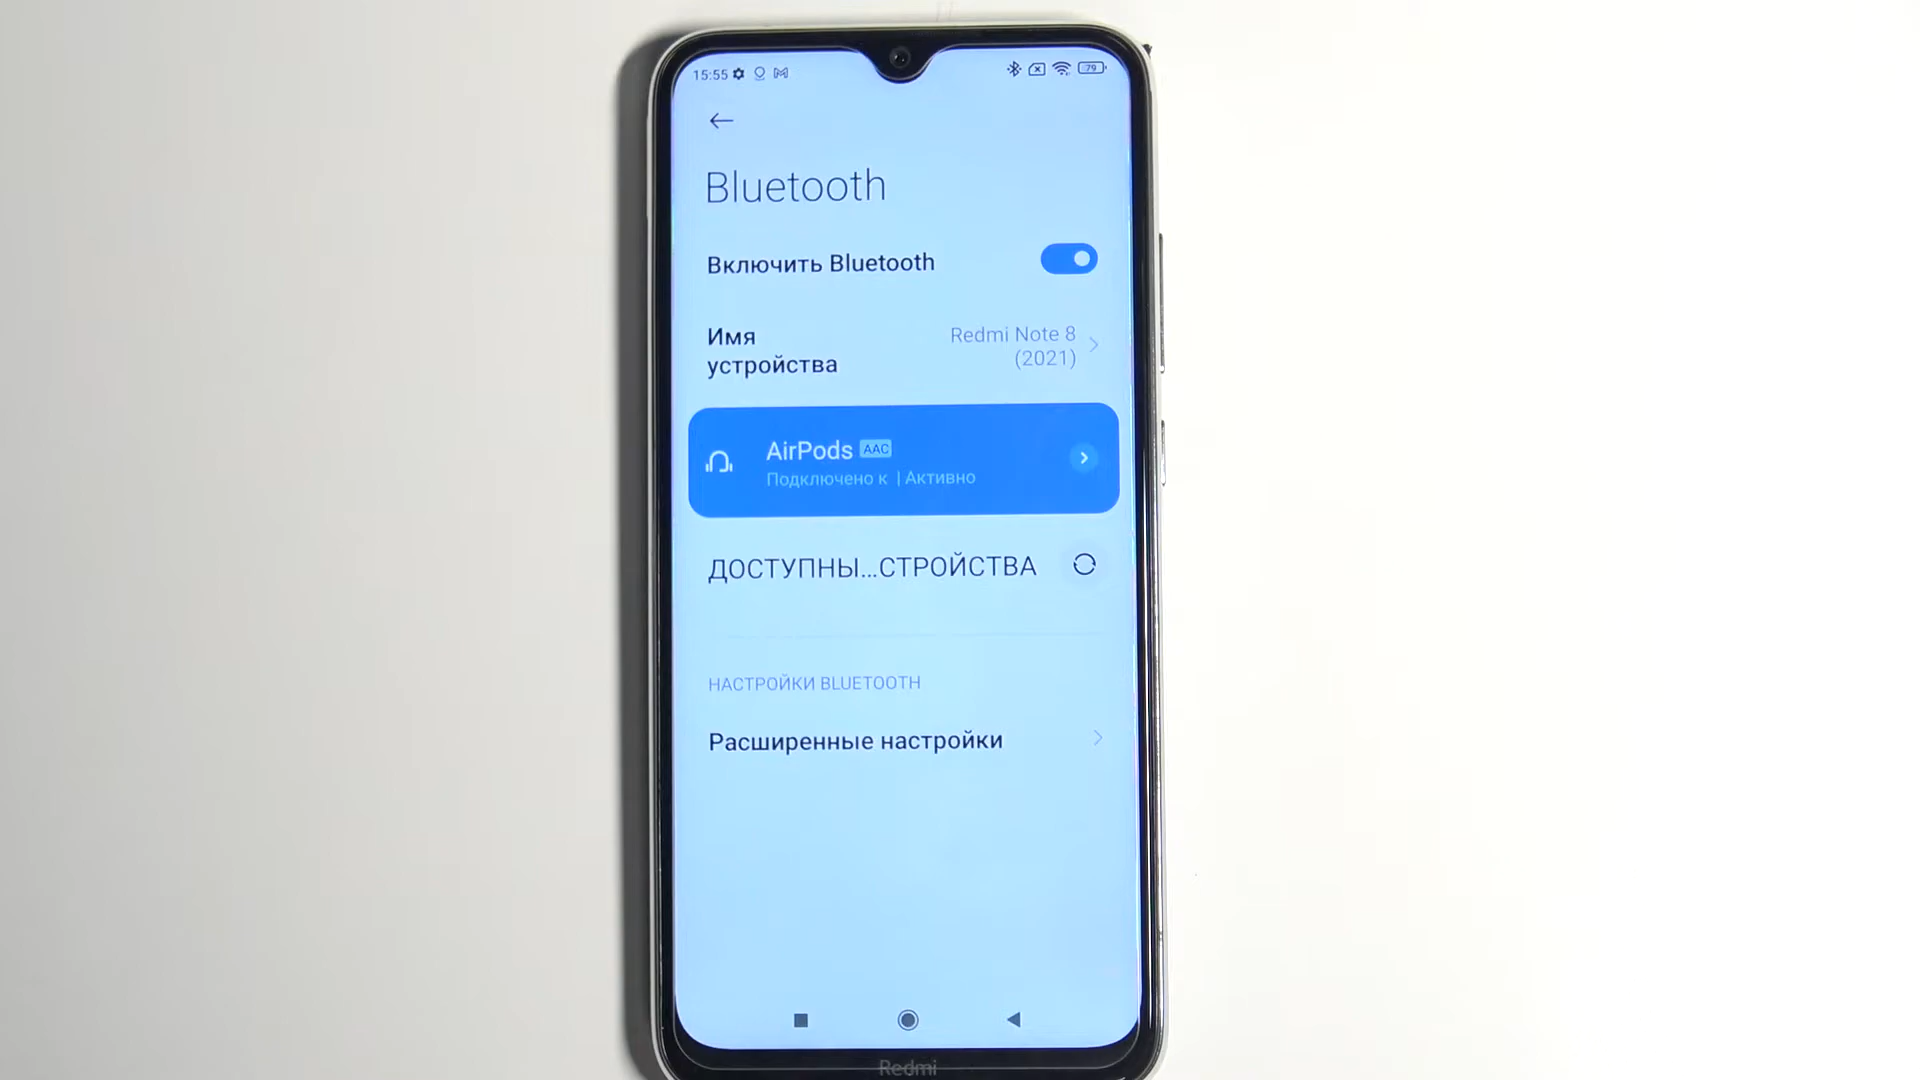 15:55
79
Bluetooth
Включить Bluetooth
Имя
устройства
Redmi Note 8
(2021)
AirPods AAC
Подключено к | Активно
ДОСТУПНЫ...СТРОЙСТВА
НАСТРОЙКИ BLUETOOTH
Расширенные настройки
Redmi